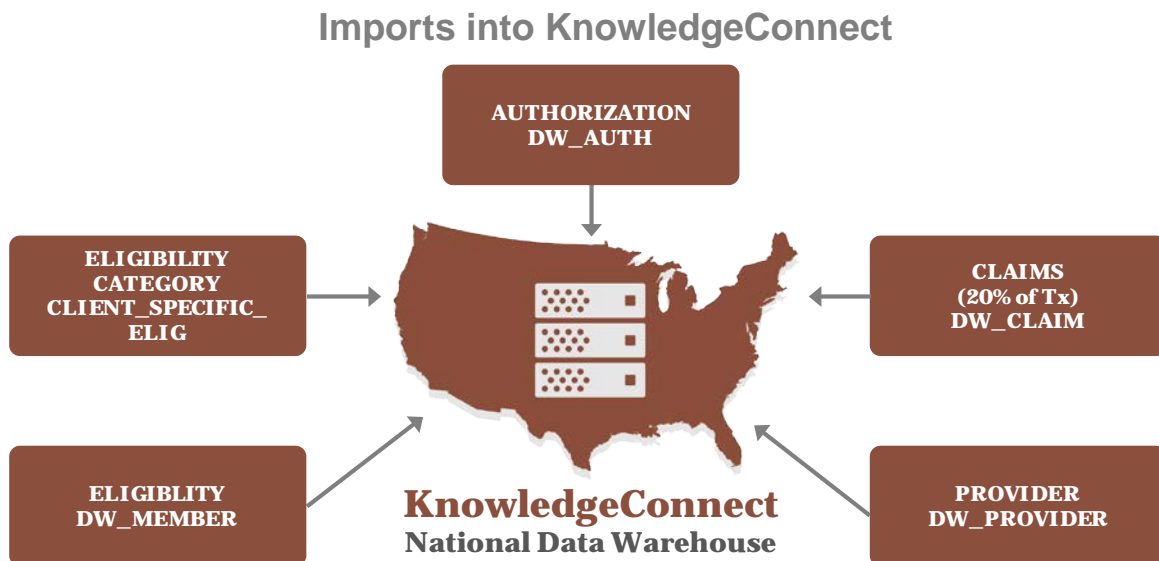 Imports into KnowledgeConnect
AUTHORIZATION
DW_AUTH
ELIGIBILITY
CATEGORY
CLIENT_SPECIFIC_
ELIG
CLAIMS
(20% of Tx)
DW_CLAIM
ELIGIBLITY
DW_MEMBER
PROVIDER
DW_PROVIDER
KnowledgeConnect
National Data Warehouse